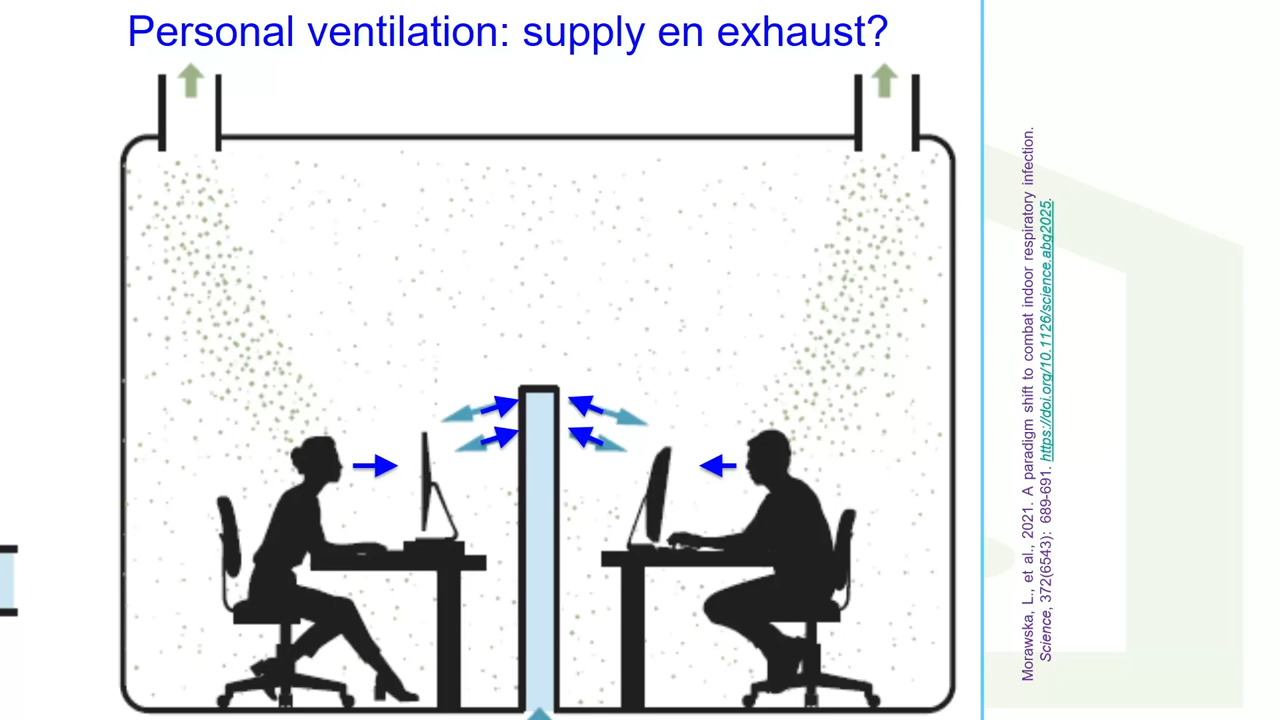 Personal ventilation: supply en exhaust?
Morawska, L., et al., 2021. A paradigm shift to combat indoor respiratory infection.
Science, 372(6543): 689-691. https://doi.org/10.1126/science.abg2025.